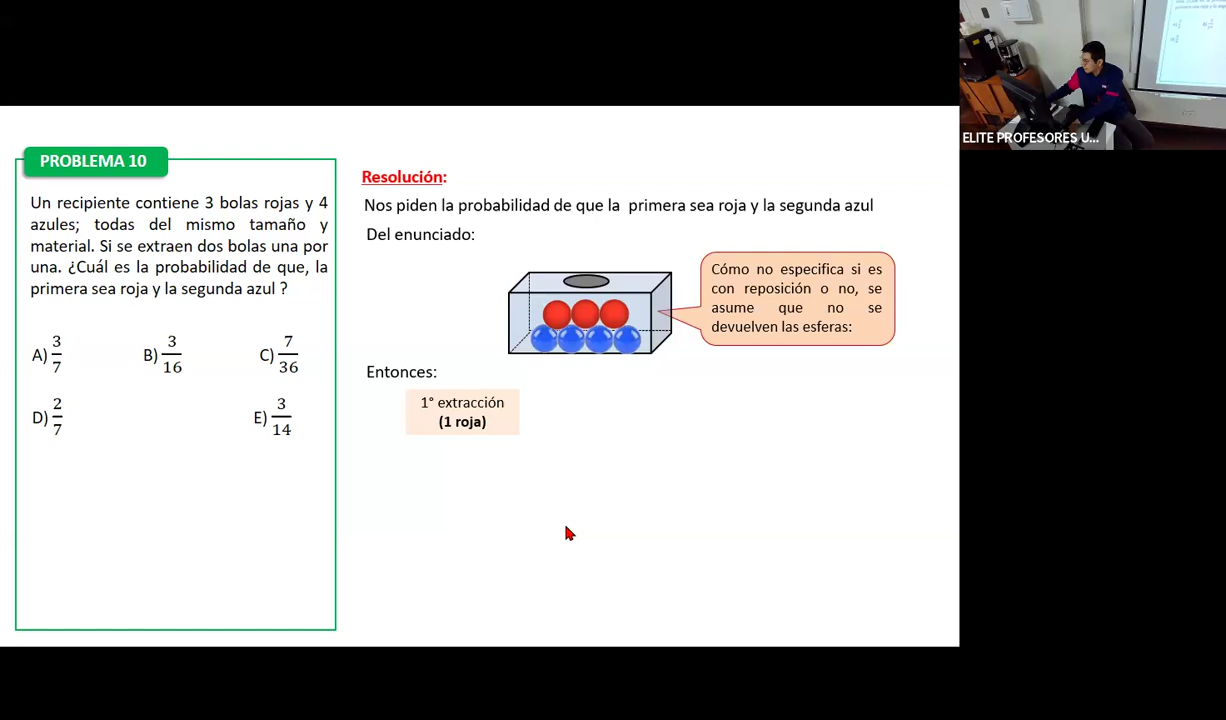 ELITE PROFESORES U...
PROBLEMA 10
Un recipiente contiene 3 bolas rojas y 4
azules; todas del mismo tamaño y
material. Si se extraen dos bolas una por
una. ¿Cuál es la probabilidad de que, la
primera sea roja y la segunda azul ?
A) 3/7 B) 3/16 C) 7/36
D) 2/7 E) 3/14
Resolución:
Nos piden la probabilidad de que la primera sea roja y la segunda azul
Del enunciado:
Cómo no especifica si es
con reposición o no, se
asume que no se
devuelven las esferas:
Entonces:
1° extracción
(1 roja)